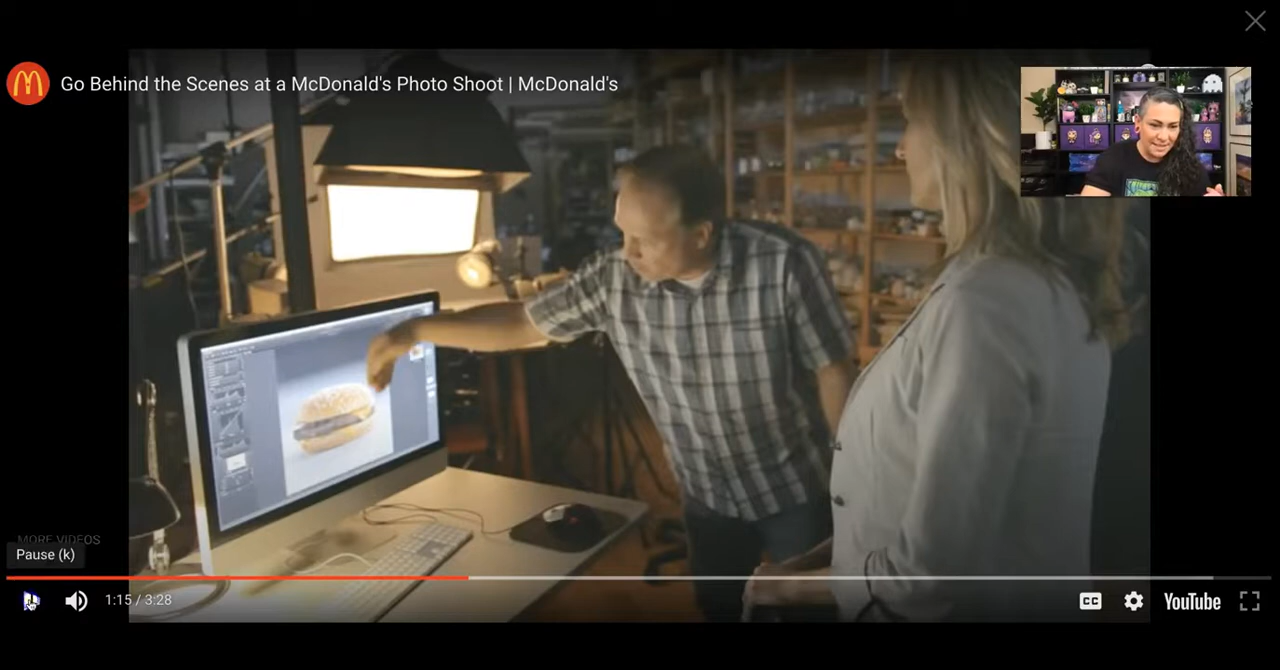 Go Behind the Scenes at a McDonald's Photo Shoot | McDonald's
MORE VIDEOS
Pause (k)
1:15 / 3:28
CC
YouTube